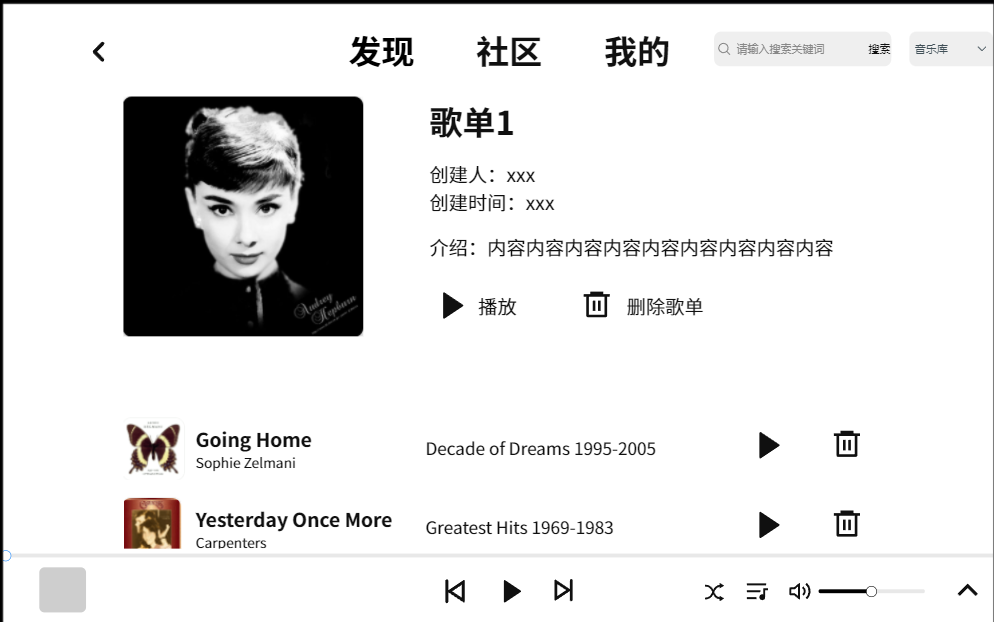 发现 社区 我的 请输入搜索关键词 搜索 音乐库
歌单1
创建人：xxx
创建时间：xxx
介绍：内容内容内容内容内容内容内容内容内容
播放 删除歌单
Audrey
Hepburn
Going Home
Sophie Zelmani
Decade of Dreams 1995-2005
Yesterday Once More
Carpenters
Greatest Hits 1969-1983